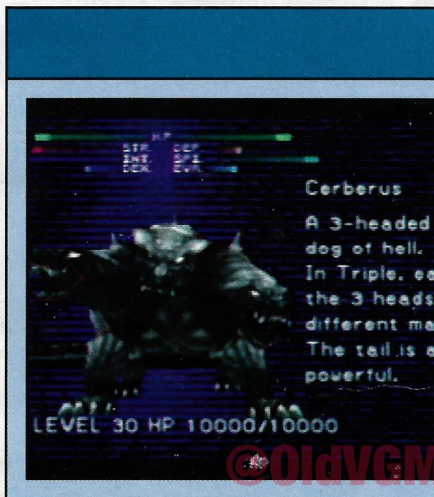 HP
STR DEF
INT SPI
DEX EVA
Cerberus
A 3-headed
dog of hell.
In Triple, ea
the 3 heads
different ma
The tail is a
powerful.
LEVEL 30 HP 10000/10000
@OldVGM